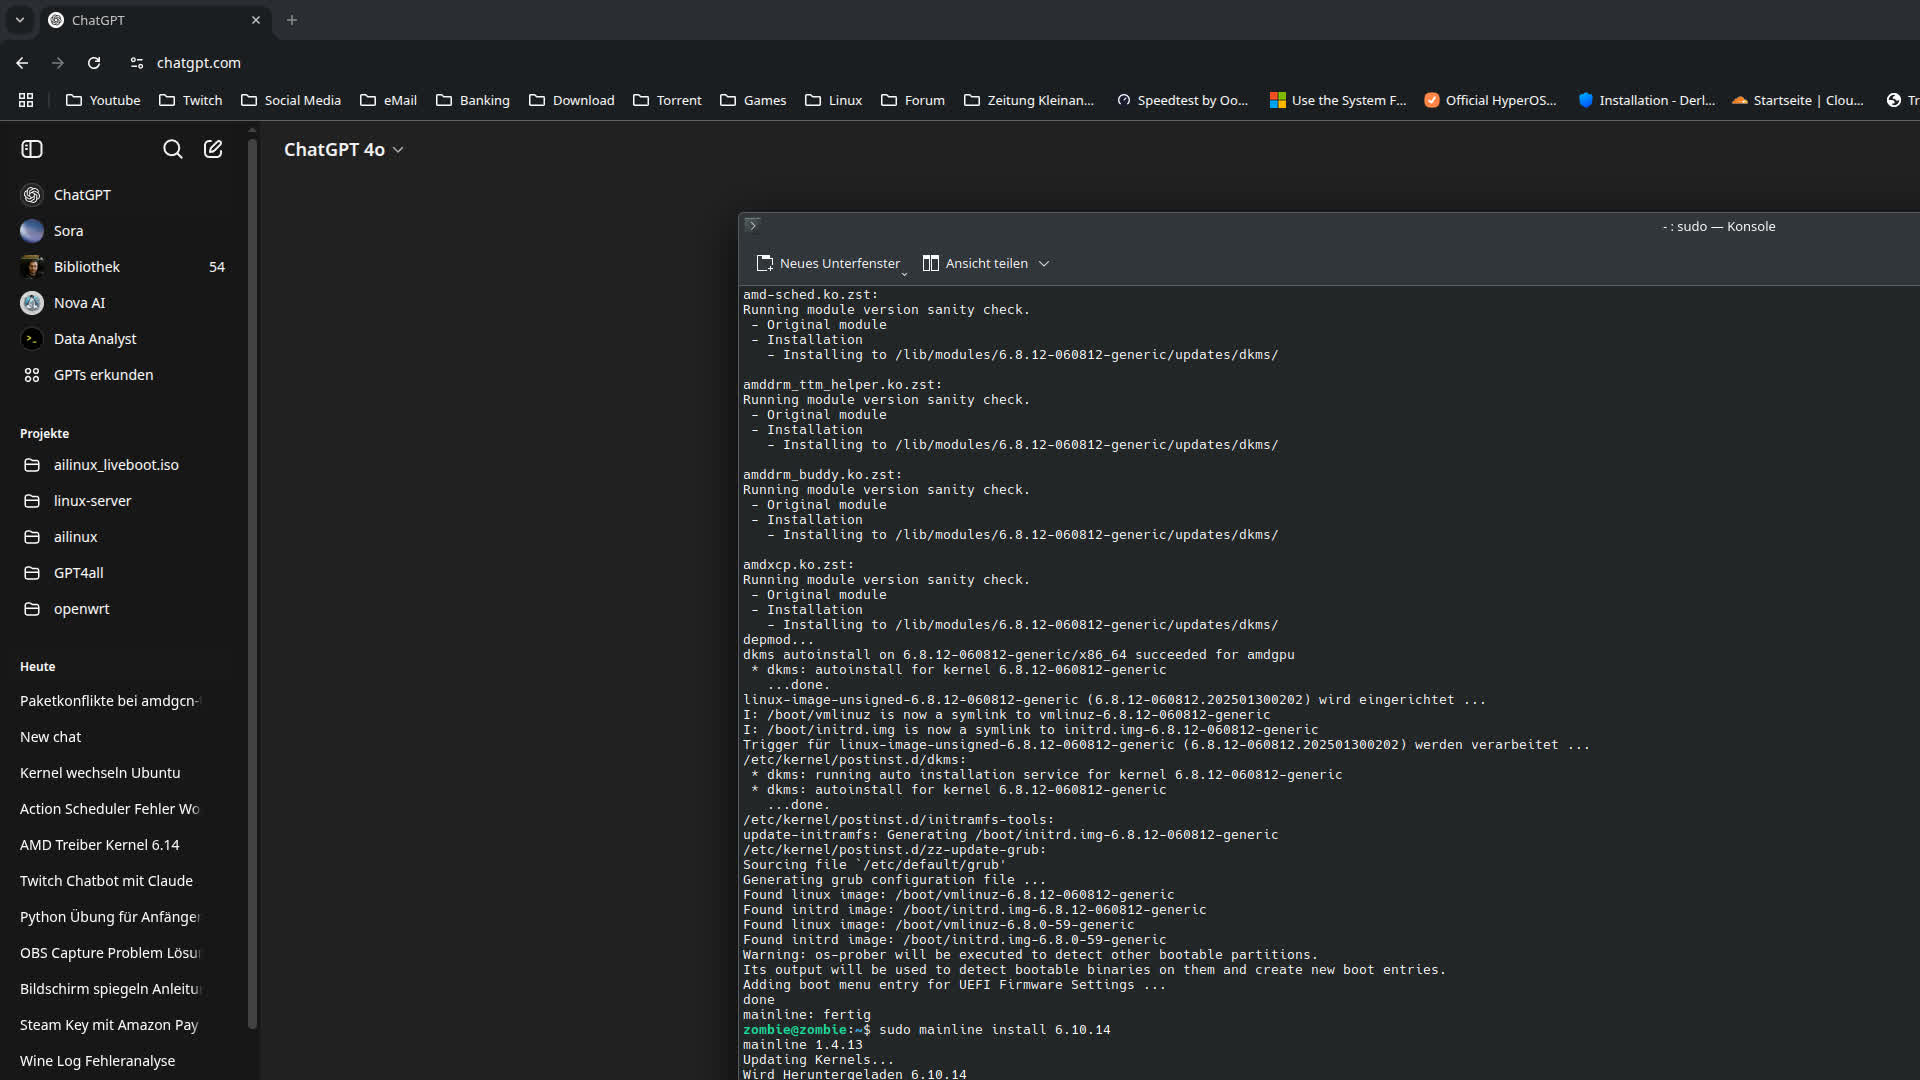 ChatGPT
chatgpt.com
Youtube Twitch Social Media eMail Banking Download Torrent Games Linux Forum Zeitung Kleinan... Speedtest by Oo... Use the System F... Official HyperOS... Installation - Derl... Startseite | Clou... Tr
ChatGPT 4o
ChatGPT
Sora
Bibliothek 54
Nova AI
Data Analyst
GPTs erkunden
Projekte
ailinux_liveboot.iso
linux-server
ailinux
GPT4all
openwrt
Heute
Paketkonflikte bei amdgcn-
New chat
Kernel wechseln Ubuntu
Action Scheduler Fehler Wo
AMD Treiber Kernel 6.14
Twitch Chatbot mit Claude
Python Übung für Anfänger
OBS Capture Problem Lösu
Bildschirm spiegeln Anleitu
Steam Key mit Amazon Pay
Wine Log Fehleranalyse
- : sudo — Konsole
Neues Unterfenster Ansicht teilen
amd-sched.ko.zst:
Running module version sanity check.
- Original module
- Installation
- Installing to /lib/modules/6.8.12-060812-generic/updates/dkms/
amddrm_ttm_helper.ko.zst:
Running module version sanity check.
- Original module
- Installation
- Installing to /lib/modules/6.8.12-060812-generic/updates/dkms/
amddrm_buddy.ko.zst:
Running module version sanity check.
- Original module
- Installation
- Installing to /lib/modules/6.8.12-060812-generic/updates/dkms/
amdxcp.ko.zst:
Running module version sanity check.
- Original module
- Installation
- Installing to /lib/modules/6.8.12-060812-generic/updates/dkms/
depmod...
dkms autoinstall on 6.8.12-060812-generic/x86_64 succeeded for amdgpu
* dkms: autoinstall for kernel 6.8.12-060812-generic
...done.
linux-image-unsigned-6.8.12-060812-generic (6.8.12-060812.202501300202) wird eingerichtet ...
I: /boot/vmlinuz is now a symlink to vmlinuz-6.8.12-060812-generic
I: /boot/initrd.img is now a symlink to initrd.img-6.8.12-060812-generic
Trigger für linux-image-unsigned-6.8.12-060812-generic (6.8.12-060812.202501300202) werden verarbeitet ...
/etc/kernel/postinst.d/dkms:
* dkms: running auto installation service for kernel 6.8.12-060812-generic
* dkms: autoinstall for kernel 6.8.12-060812-generic
...done.
/etc/kernel/postinst.d/initramfs-tools:
update-initramfs: Generating /boot/initrd.img-6.8.12-060812-generic
/etc/kernel/postinst.d/zz-update-grub:
Sourcing file `/etc/default/grub'
Generating grub configuration file ...
Found linux image: /boot/vmlinuz-6.8.12-060812-generic
Found initrd image: /boot/initrd.img-6.8.12-060812-generic
Found linux image: /boot/vmlinuz-6.8.0-59-generic
Found initrd image: /boot/initrd.img-6.8.0-59-generic
Warning: os-prober will be executed to detect other bootable partitions.
Its output will be used to detect bootable binaries on them and create new boot entries.
Adding boot menu entry for UEFI Firmware Settings ...
done
mainline: fertig
zombie@zombie:~$ sudo mainline install 6.10.14
mainline 1.4.13
Updating Kernels...
Wird Heruntergeladen 6.10.14